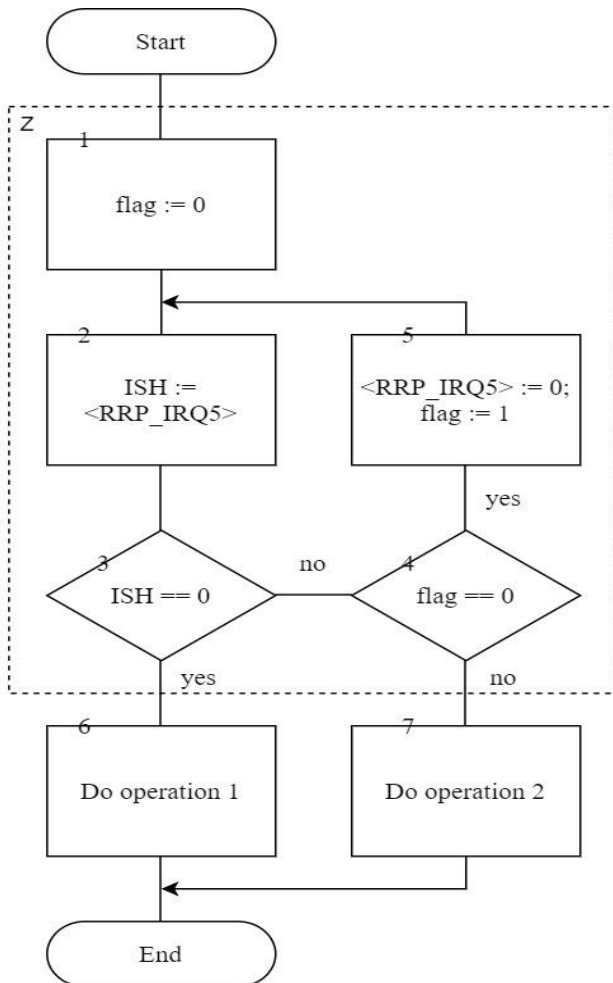 Start
Z
1
flag := 0
2
ISH :=
<RRP_IRQ5>
5
<RRP_IRQ5> := 0;
flag := 1
yes
3
ISH == 0
no
4
flag == 0
yes
no
6
Do operation 1
7
Do operation 2
End